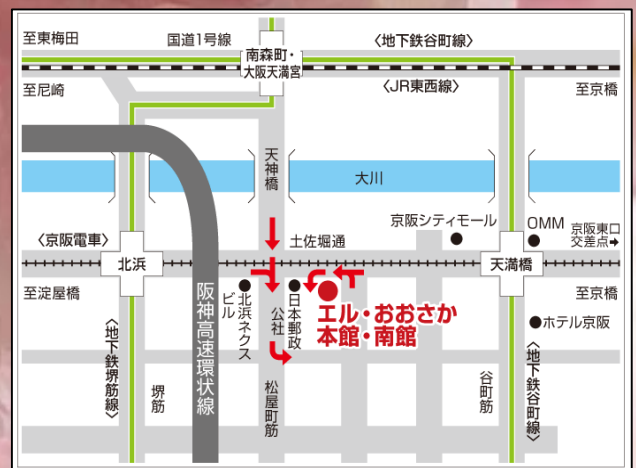 至東梅田
国道1号線
〈地下鉄谷町線〉
南森町・
大阪天満宮
至尼崎
〈JR東西線〉
至京橋
天神橋
大川
京阪シティモール
OMM
京阪東口
交差点➡
〈京阪電車〉
土佐堀通
北浜
天満橋
至淀屋橋
至京橋
阪神高速環状線
北浜ネクス
ビル
公社
日本郵政
エル・おおさか
本館・南館
ホテル京阪
〈地下鉄堺筋線〉
堺筋
松屋町筋
谷町筋
〈地下鉄谷町線〉